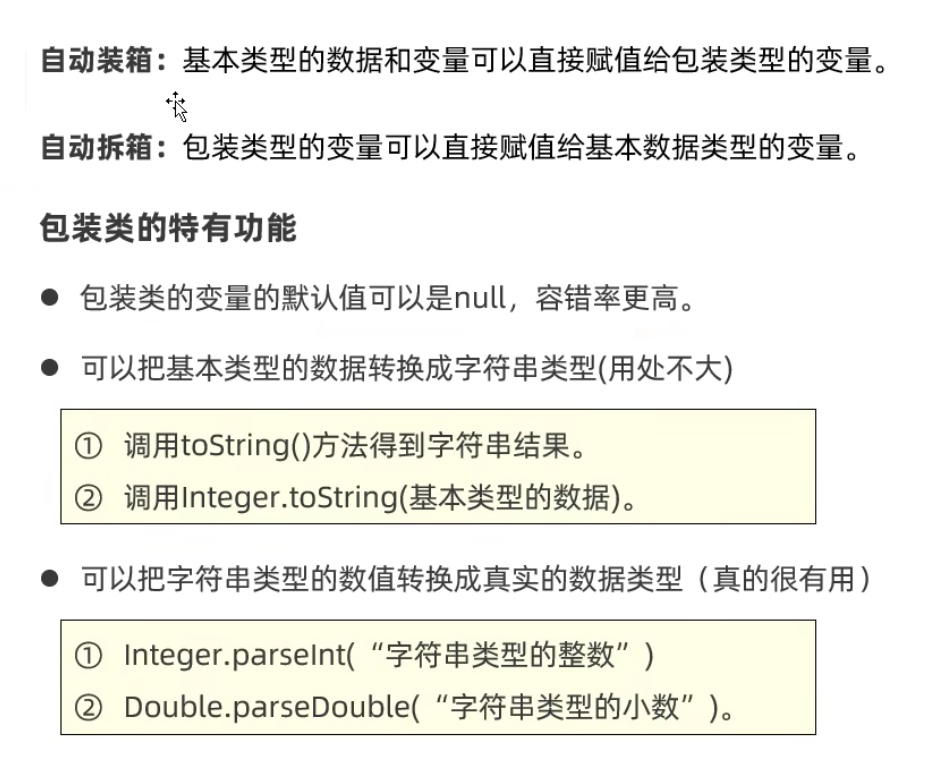 自动装箱：基本类型的数据和变量可以直接赋值给包装类型的变量。
自动拆箱：包装类型的变量可以直接赋值给基本数据类型的变量。
包装类的特有功能
● 包装类的变量的默认值可以是null，容错率更高。
● 可以把基本类型的数据转换成字符串类型(用处不大)
① 调用toString()方法得到字符串结果。
② 调用Integer.toString(基本类型的数据)。
● 可以把字符串类型的数值转换成真实的数据类型（真的很有用）
① Integer.parseInt(“字符串类型的整数”)
② Double.parseDouble(“字符串类型的小数”)。